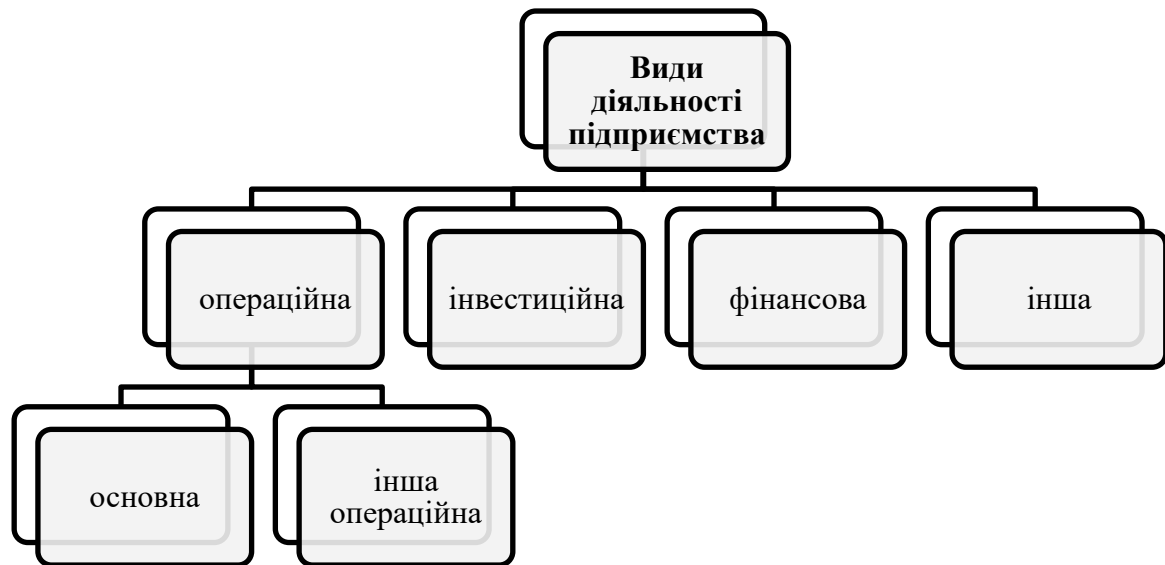 Види
діяльності
підприємства
операційна
інвестиційна
фінансова
інша
основна
інша
операційна